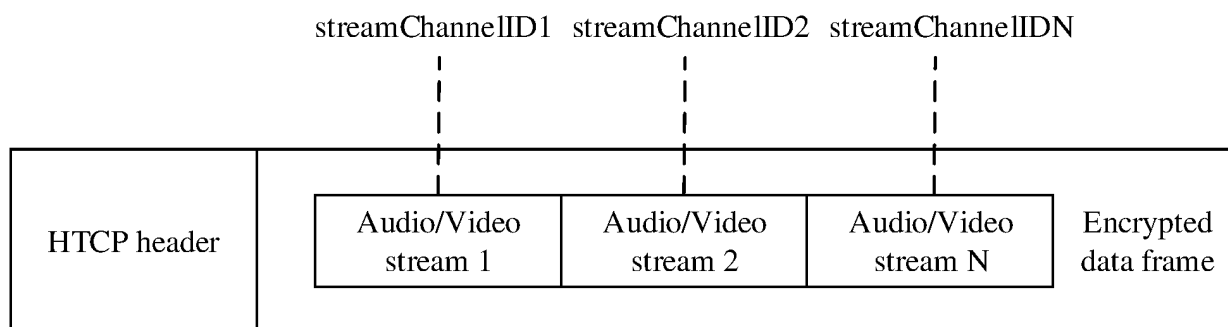 streamChannelID1 streamChannelID2 streamChannelIDN
HTCP header
Audio/Video
stream 1
Audio/Video
stream 2
Audio/Video
stream N
Encrypted
data frame